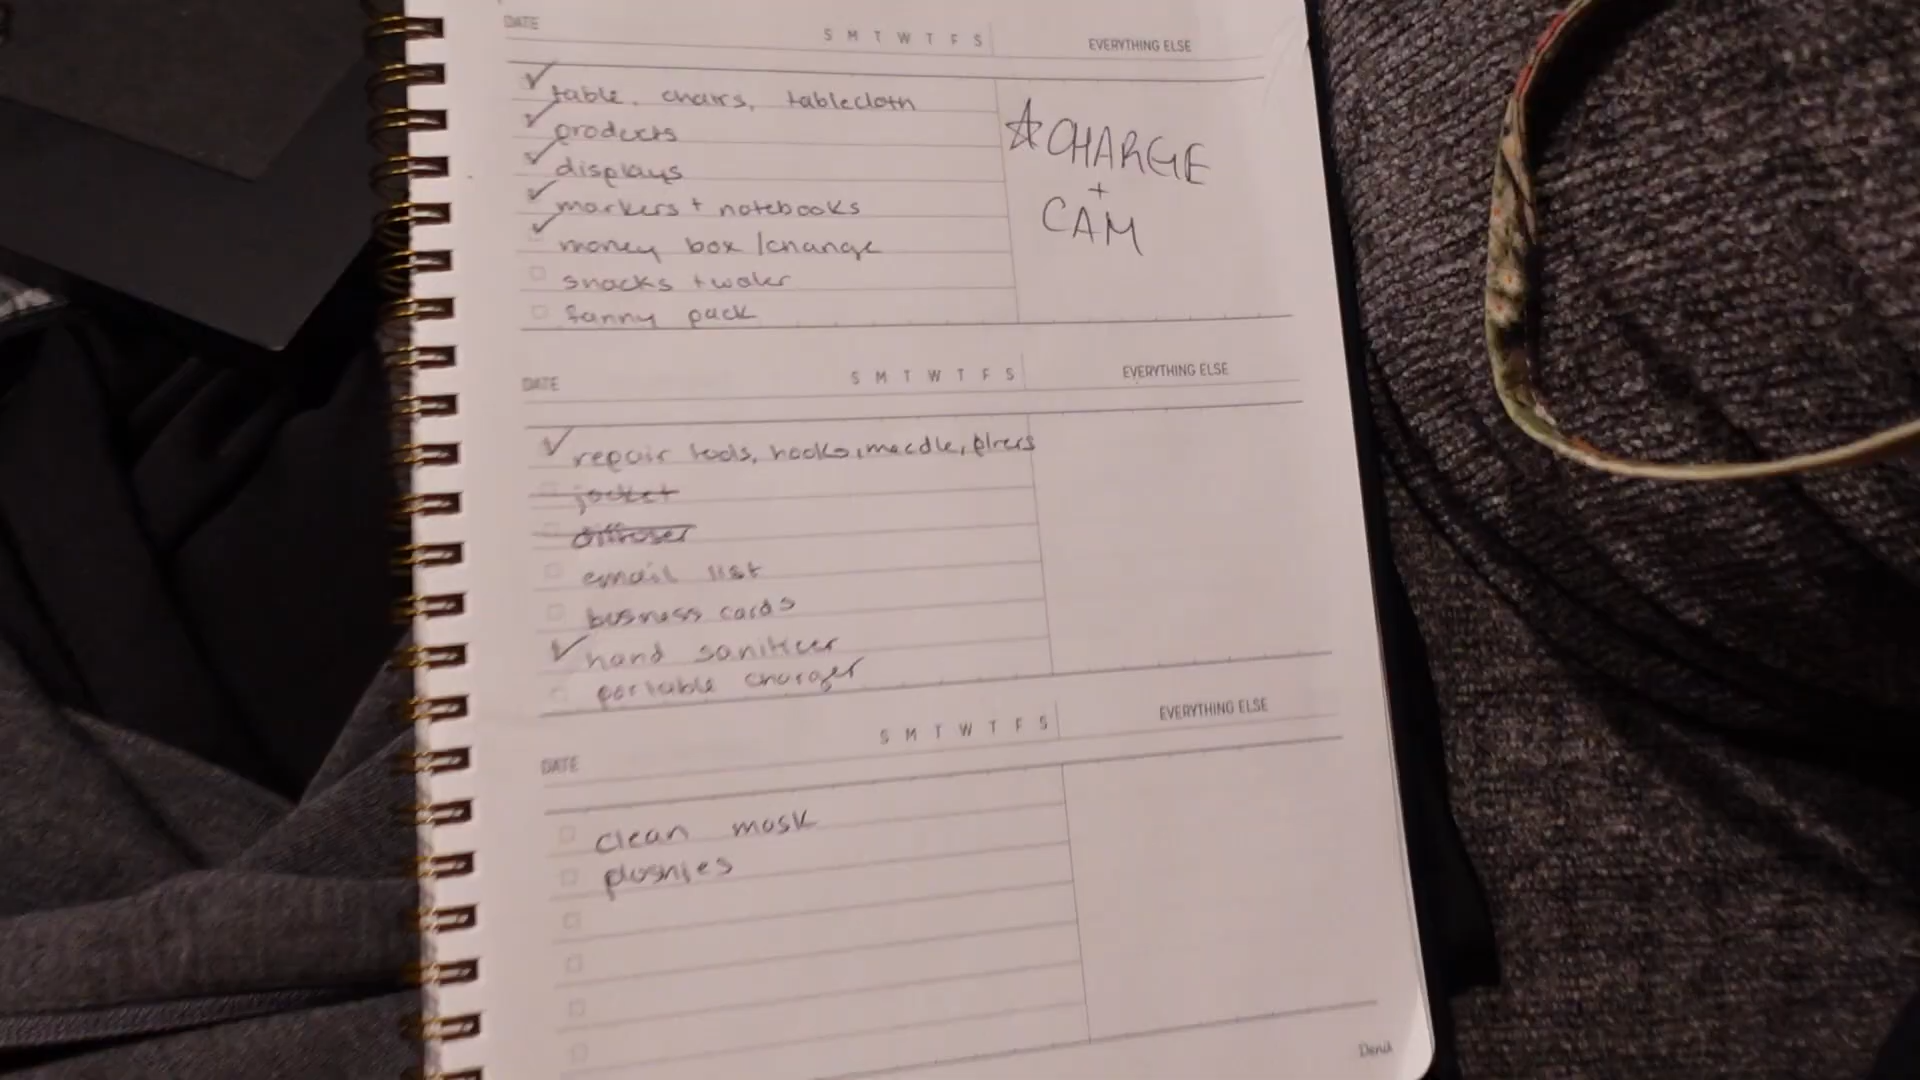 DATE S M T W T F S EVERYTHING ELSE
table, chairs, tablecloth
products
displays
markers + notebooks
money box / change
snacks + water
fanny pack
☆ CHARGE
+
CAM
DATE S M T W T F S EVERYTHING ELSE
repair tools, hooks, needle, pliers
jacket
diffuser
email list
business cards
hand sanitizer
portable charger
DATE S M T W T F S EVERYTHING ELSE
clean mask
plushies
Denik